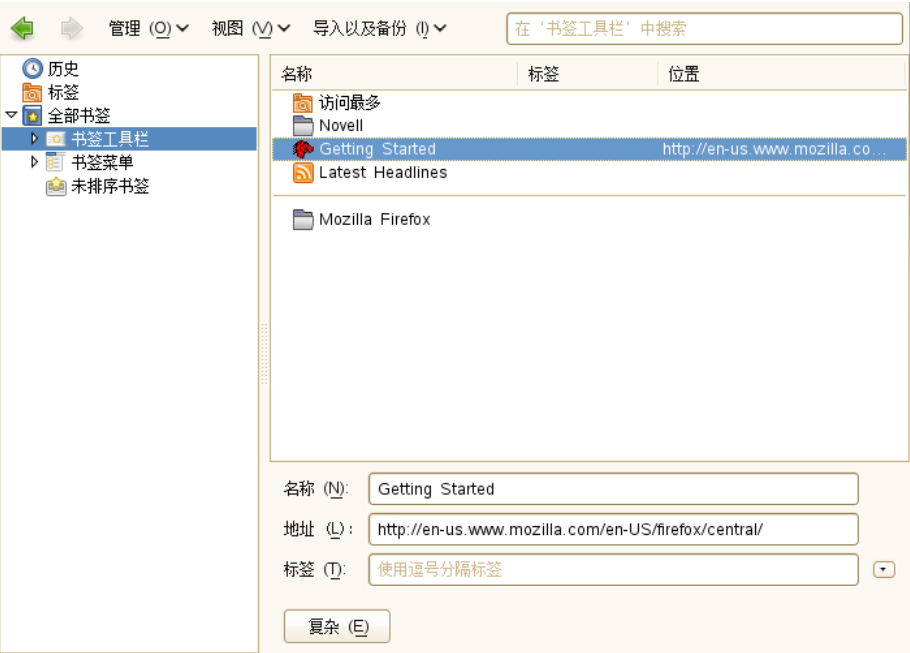 管理 (O) 视图 (V) 导入以及备份 (I) 在 '书签工具栏' 中搜索
历史
标签
全部书签
书签工具栏
书签菜单
未排序书签
名称 标签 位置
访问最多
Novell
Getting Started http://en-us.www.mozilla.co...
Latest Headlines
Mozilla Firefox
名称 (N): Getting Started
地址 (L): http://en-us.www.mozilla.com/en-US/firefox/central/
标签 (T): 使用逗号分隔标签
复杂 (E)